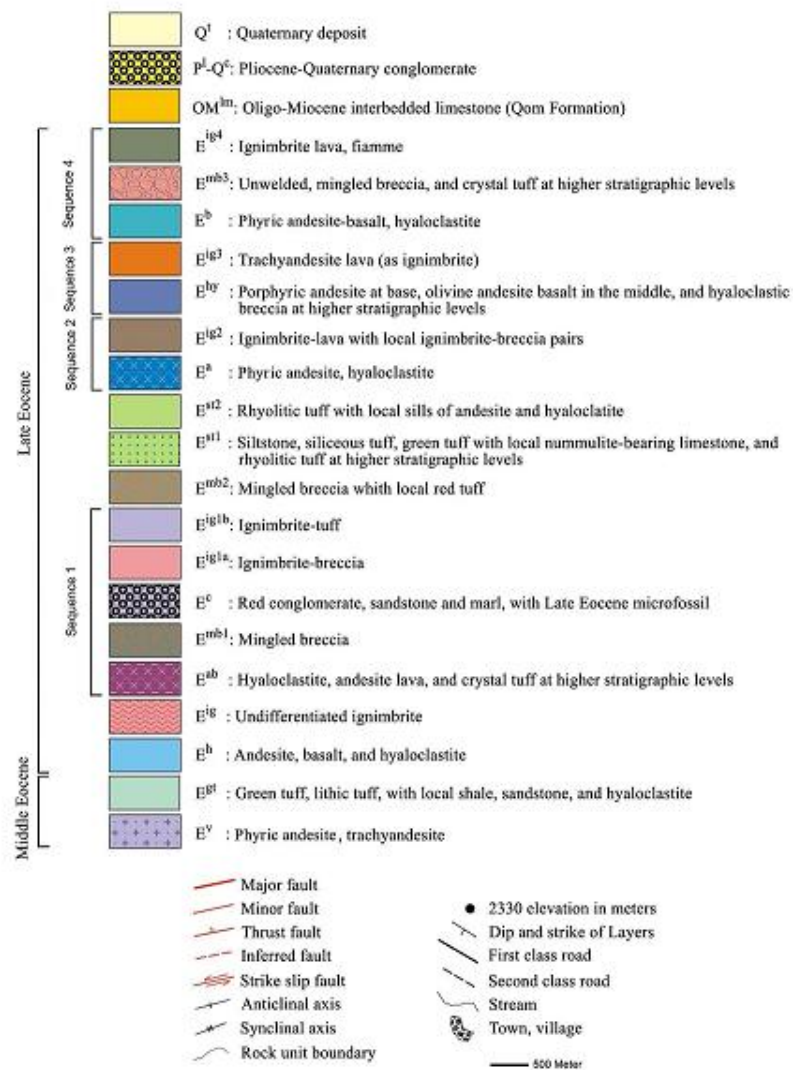 Q^t : Quaternary deposit
P^l-Q^c: Pliocene-Quaternary conglomerate
OM^lm: Oligo-Miocene interbedded limestone (Qom Formation)
Late Eocene
Sequence 4
E^ig4 : Ignimbrite lava, fiamme
E^mb3: Unwelded, mingled breccia, and crystal tuff at higher stratigraphic levels
E^b : Phyric andesite-basalt, hyaloclastite
Sequence 3
E^ig3 : Trachyandesite lava (as ignimbrite)
E^hy : Porphyric andesite at base, olivine andesite basalt in the middle, and hyaloclastic
breccia at higher stratigraphic levels
Sequence 2
E^ig2 : Ignimbrite-lava with local ignimbrite-breccia pairs
E^a : Phyric andesite, hyaloclastite
E^st2 : Rhyolitic tuff with local sills of andesite and hyaloclatite
E^st1 : Siltstone, siliceous tuff, green tuff with local nummulite-bearing limestone, and
rhyolitic tuff at higher stratigraphic levels
E^mb2: Mingled breccia whith local red tuff
Sequence 1
E^ig1b: Ignimbrite-tuff
E^ig1a: Ignimbrite-breccia
E^c : Red conglomerate, sandstone and marl, with Late Eocene microfossil
E^mb1: Mingled breccia
E^ab : Hyaloclastite, andesite lava, and crystal tuff at higher stratigraphic levels
E^ig : Undifferentiated ignimbrite
E^h : Andesite, basalt, and hyaloclastite
Middle Eocene
E^gt : Green tuff, lithic tuff, with local shale, sandstone, and hyaloclastite
E^v : Phyric andesite, trachyandesite
Major fault
Minor fault
Thrust fault
Inferred fault
Strike slip fault
Anticlinal axis
Synclinal axis
Rock unit boundary
2330 elevation in meters
Dip and strike of Layers
First class road
Second class road
Stream
Town, village
500 Meter